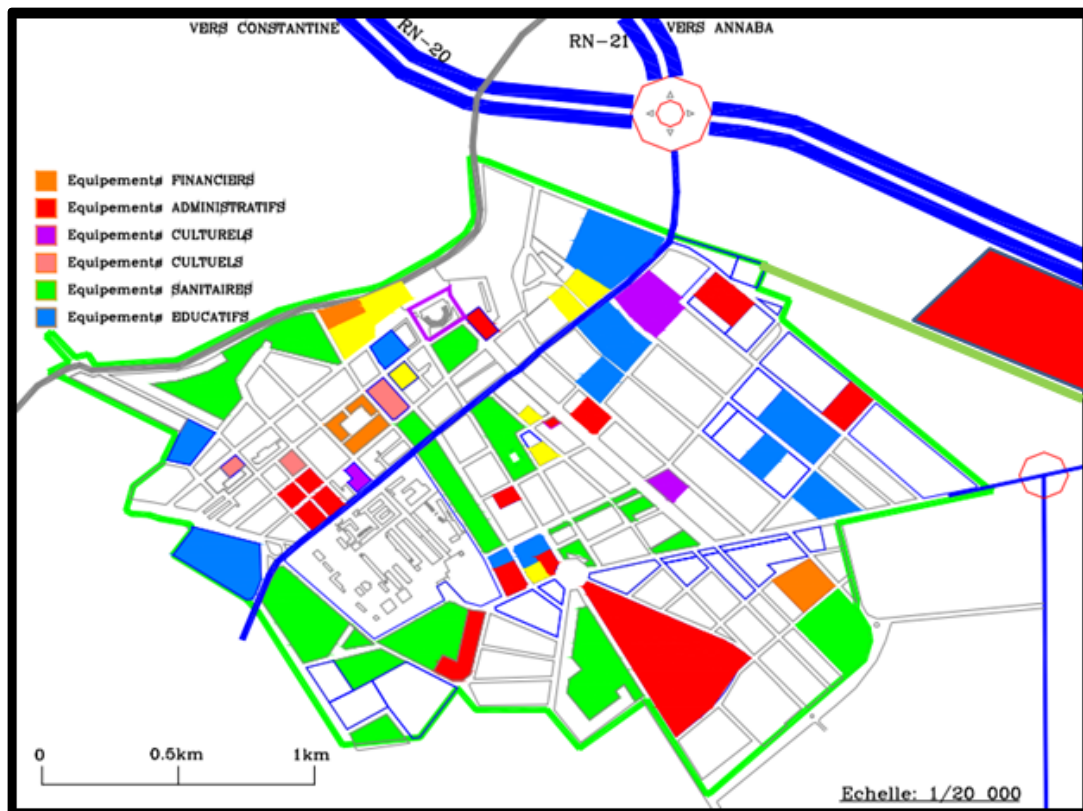 VERS CONSTANTINE
RN-20
RN-21
VERS ANNABA
Equipements FINANCIERS
Equipements ADMINISTRATIFS
Equipements CULTURELS
Equipements CULTUELS
Equipements SANITAIRES
Equipements EDUCATIFS
0 0.5km 1km
Echelle: 1/20 000